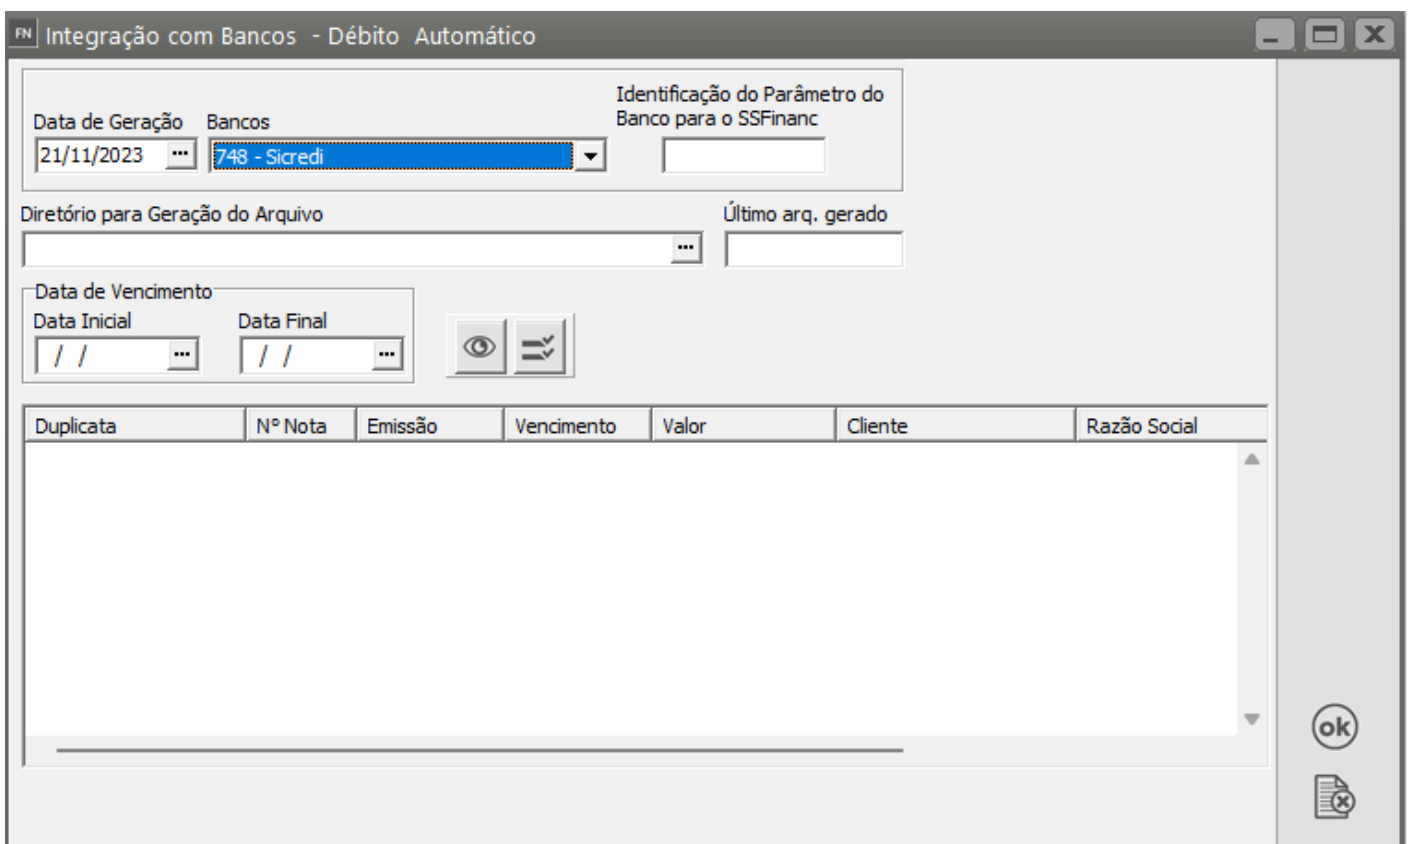 FN Integração com Bancos - Débito Automático
Identificação do Parâmetro do
Data de Geração Bancos Banco para o SSFinanc
21/11/2023 ... 748 - Sicredi
Diretório para Geração do Arquivo Último arq. gerado
...
Data de Vencimento
Data Inicial Data Final
/ / ... / / ...
Duplicata Nº Nota Emissão Vencimento Valor Cliente Razão Social
ok